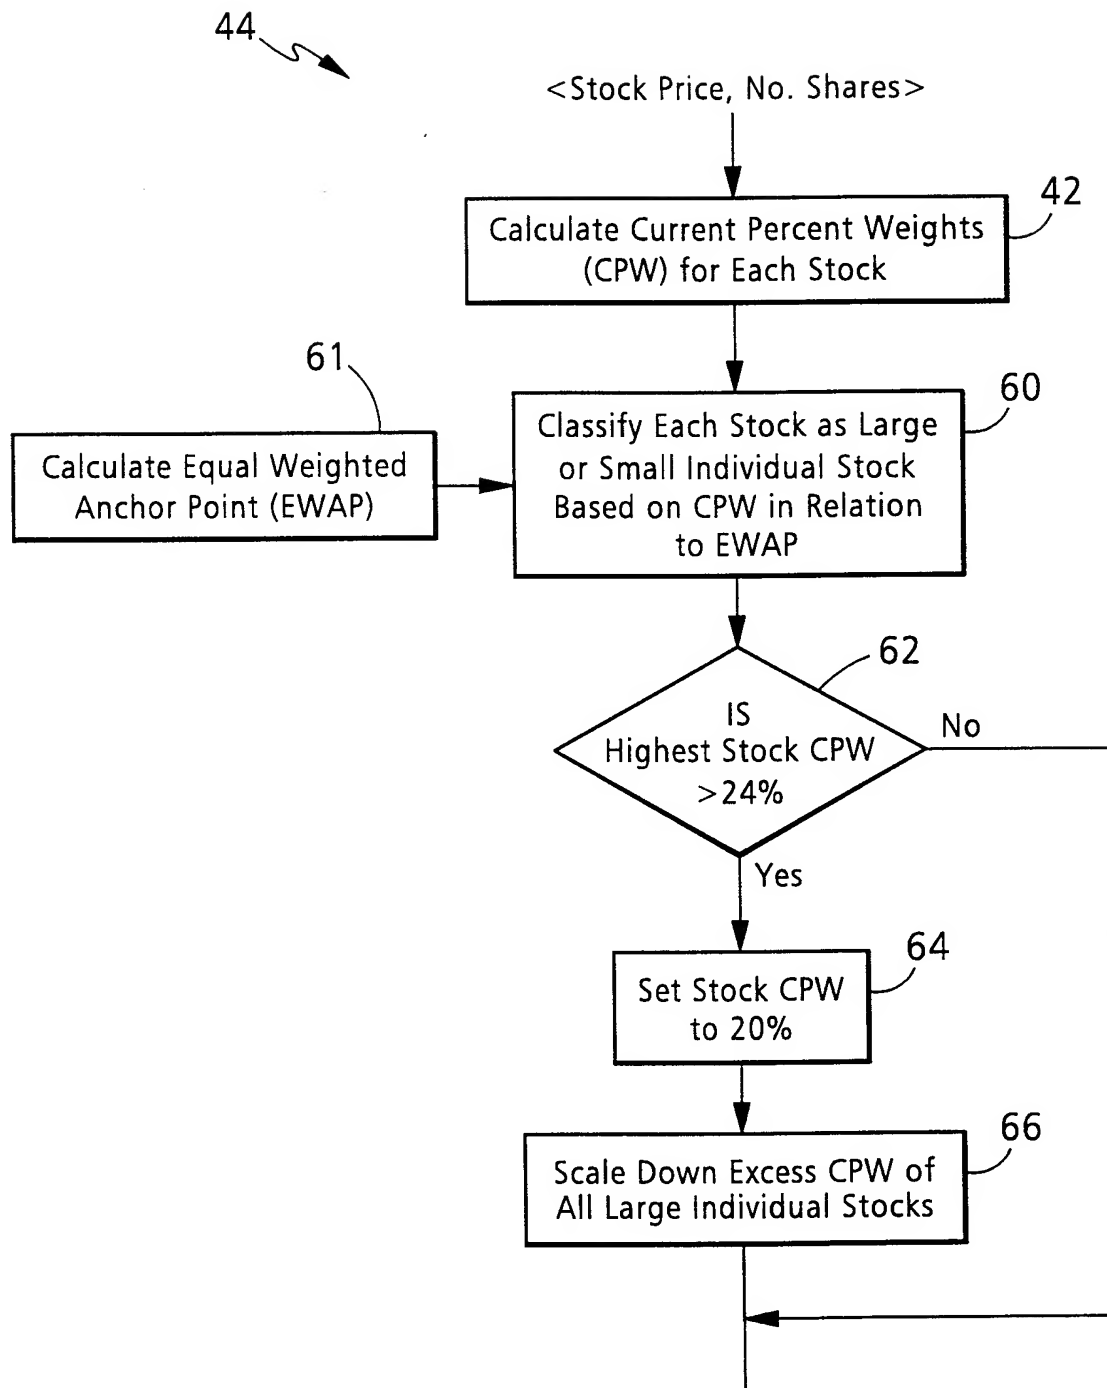 44
<Stock Price, No. Shares>
42
Calculate Current Percent Weights
(CPW) for Each Stock
61
60
Calculate Equal Weighted
Anchor Point (EWAP)
Classify Each Stock as Large
or Small Individual Stock
Based on CPW in Relation
to EWAP
62
IS
Highest Stock CPW
>24%
No
Yes
64
Set Stock CPW
to 20%
66
Scale Down Excess CPW of
All Large Individual Stocks